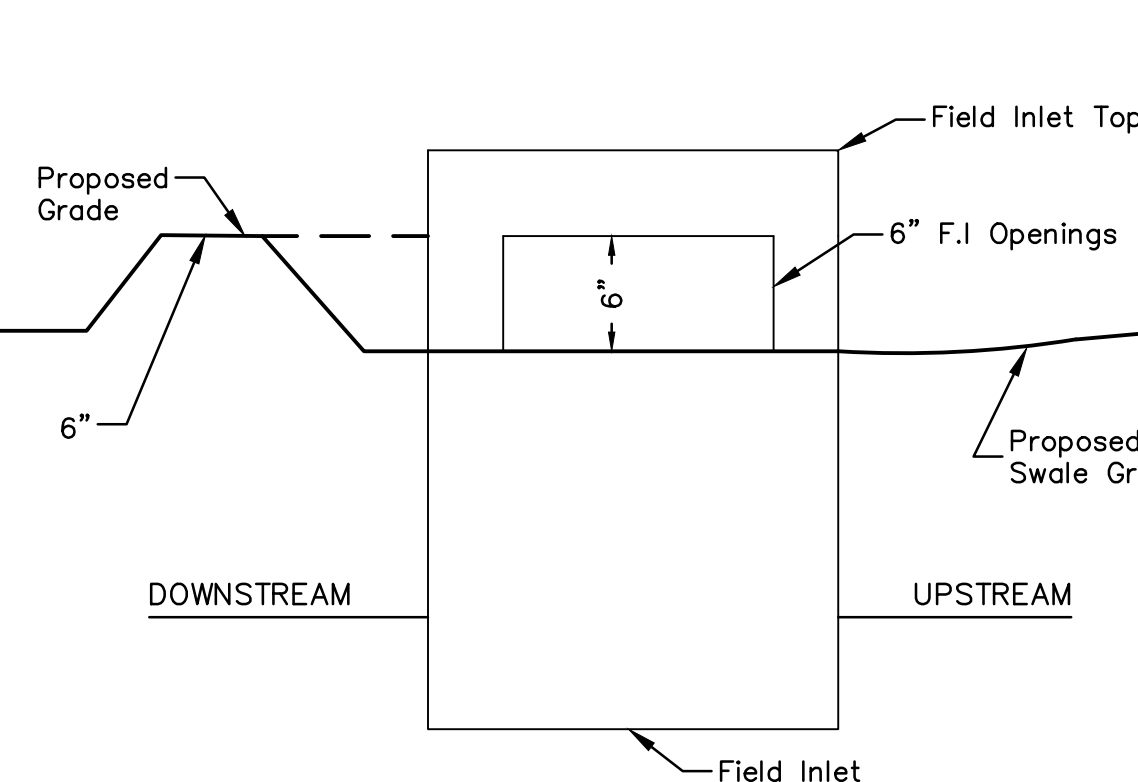 Field Inlet Top
Proposed
Grade
6” F.I Openings
6”
6”
Proposed
Swale Gr
DOWNSTREAM
UPSTREAM
Field Inlet